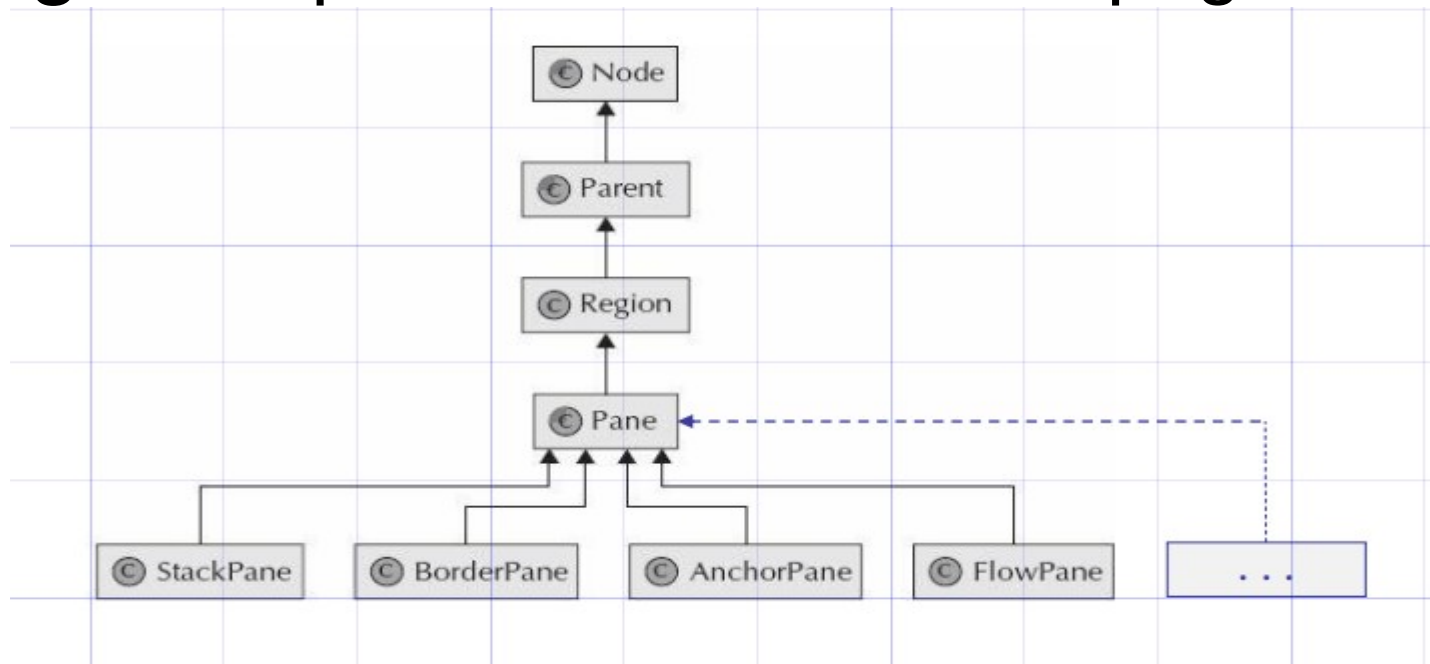 C Node
C Parent
C Region
C Pane
C StackPane C BorderPane C AnchorPane C FlowPane ...